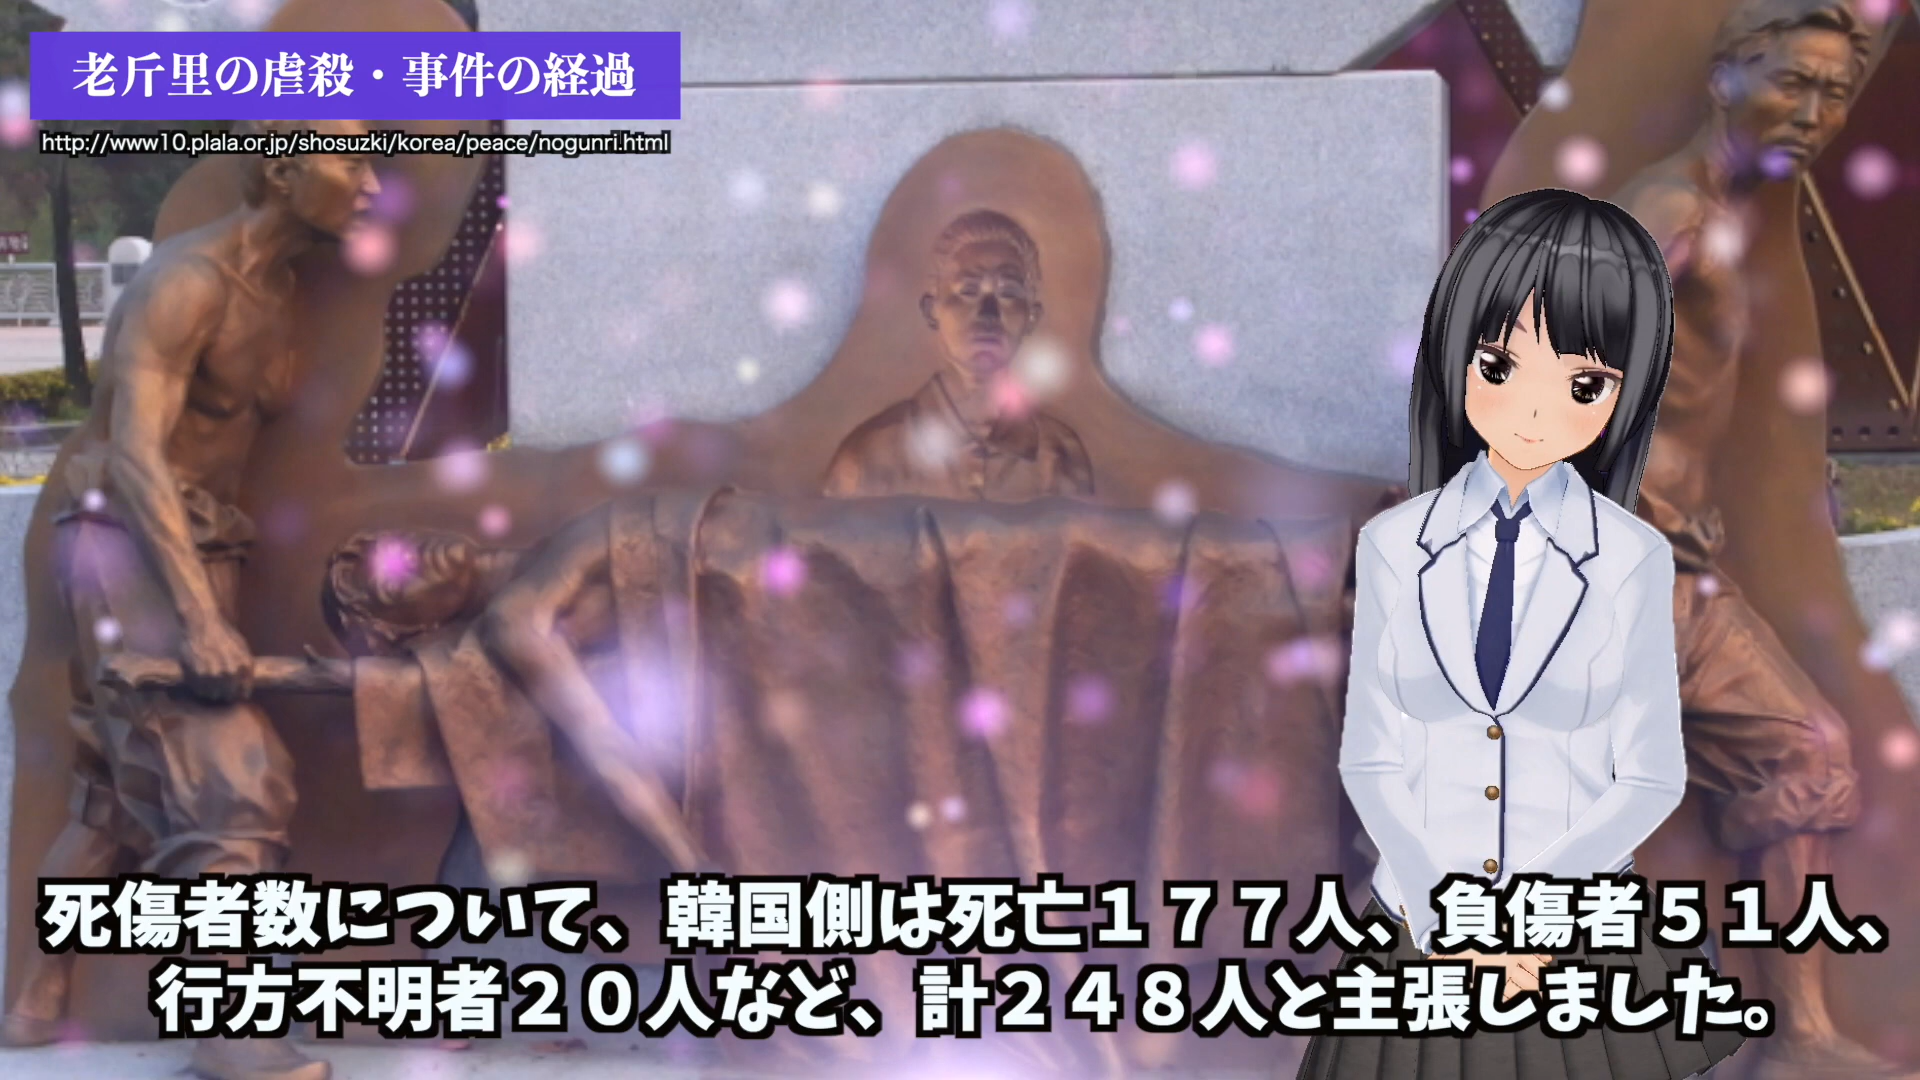 老斤里の虐殺・事件の経過
http://www10.plala.or.jp/shosuzki/korea/peace/nogunri.html
死傷者数について、韓国側は死亡１７７人、負傷者５１人、
行方不明者２０人など、計２４８人と主張しました。